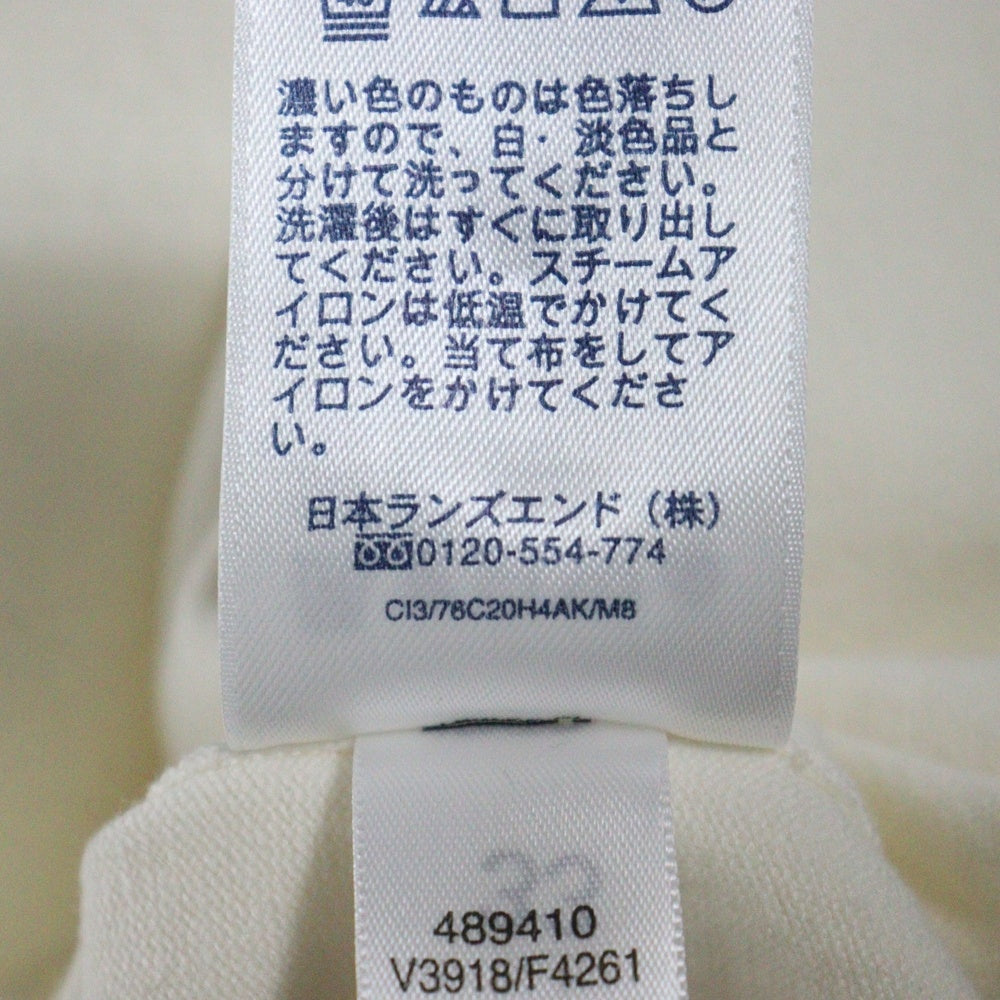 濃い色のものは色落ちし
ますので、白・淡色品と
分けて洗ってください。
洗濯後はすぐに取り出し
てください。スチームア
イロンは低温でかけてく
ださい。当て布をしてア
イロンをかけてくださ
い。
日本ランズエンド（株）
0120-554-774
CI3/76C20H4AK/M8
489410
V3918/F4261